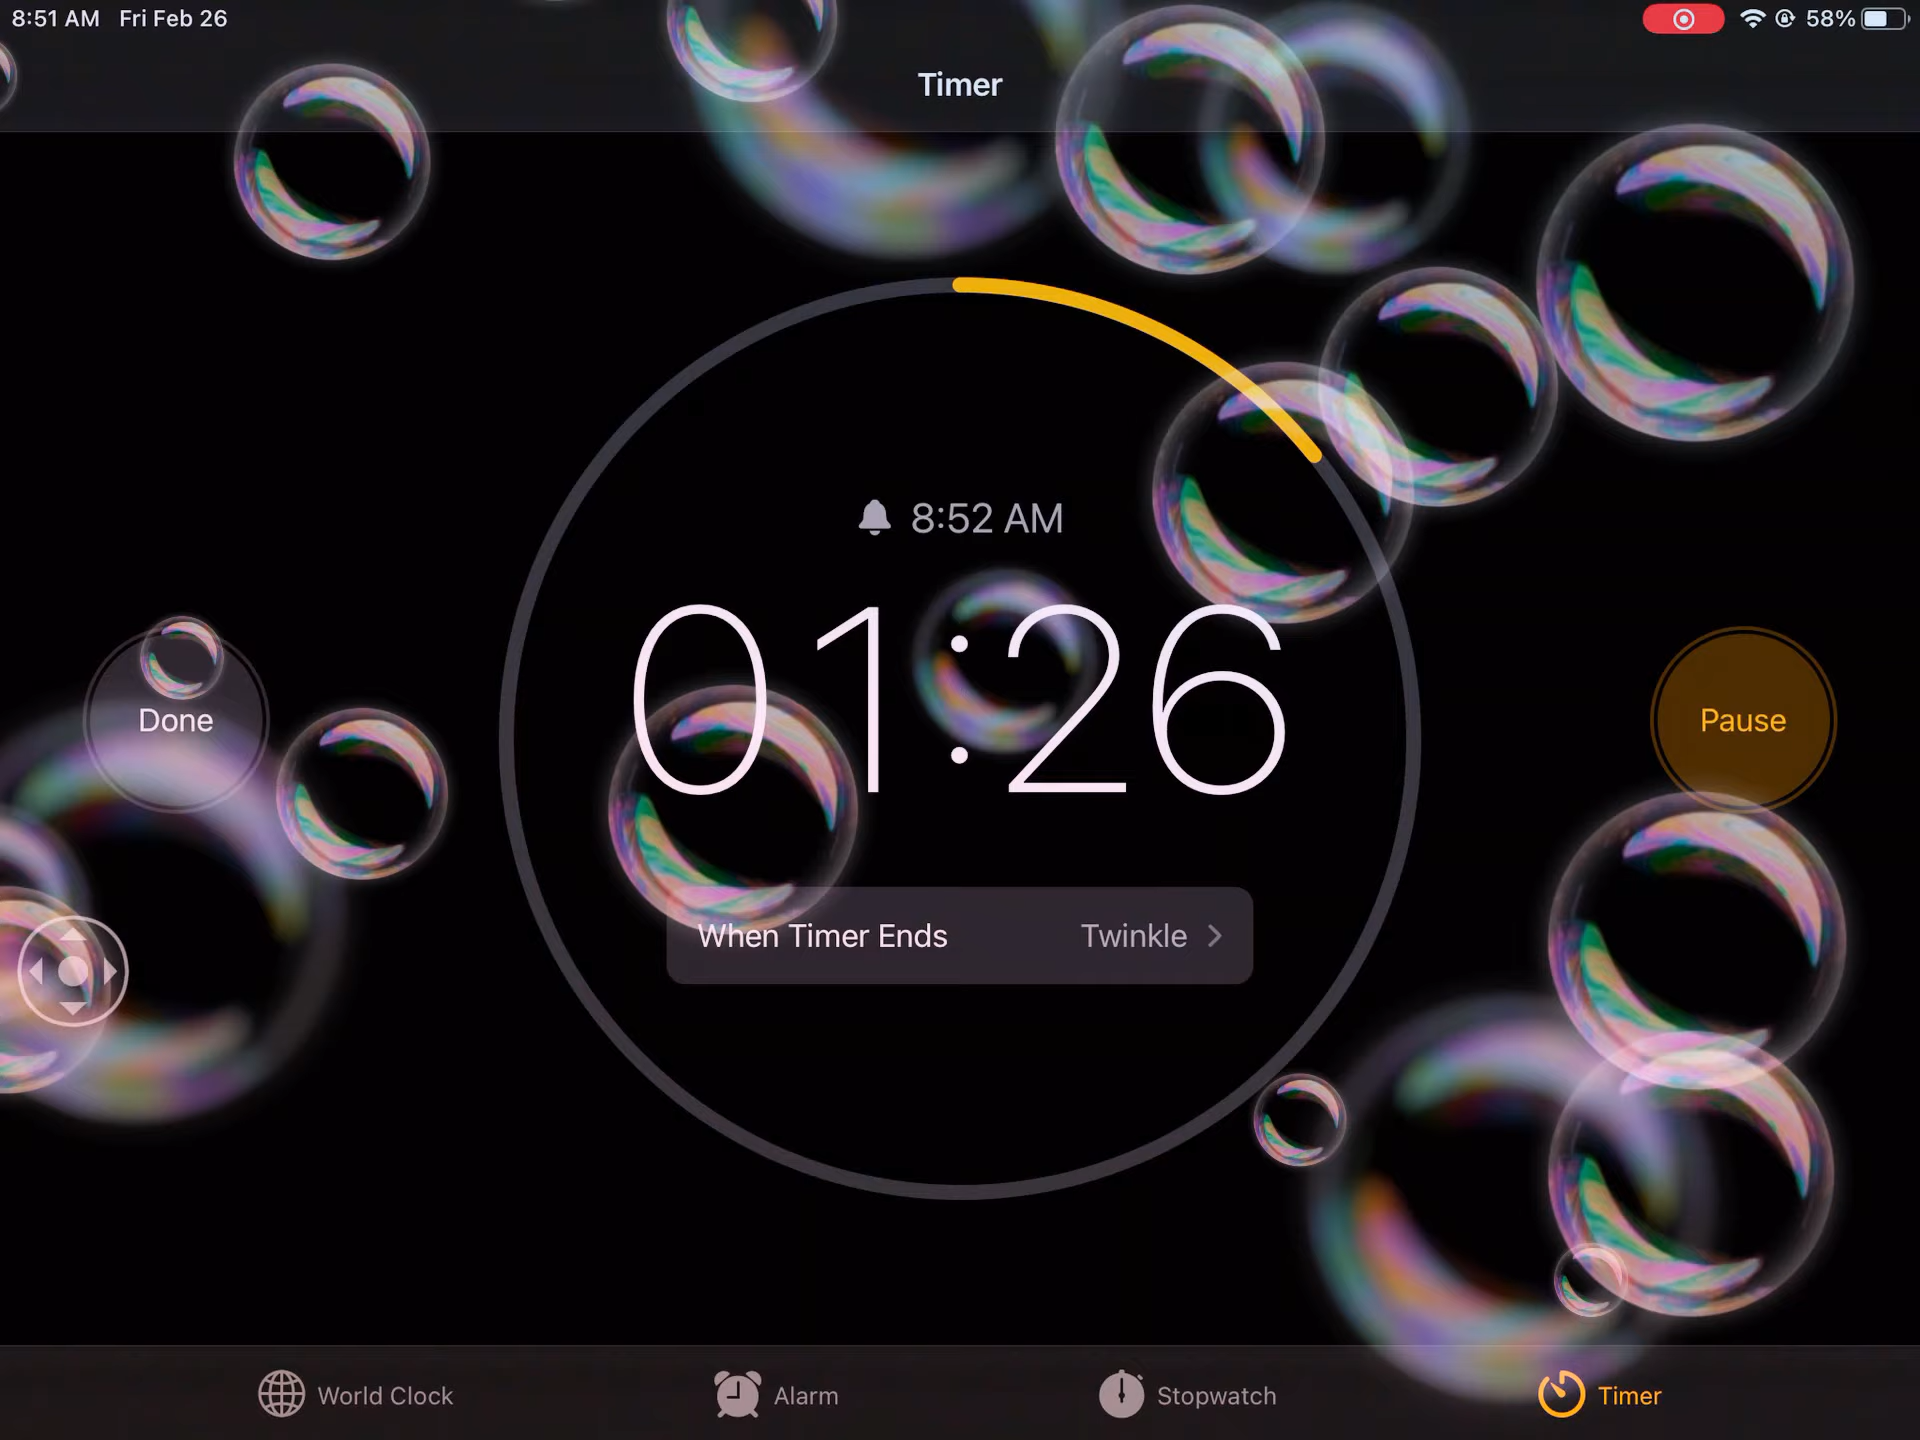 8:51 AM Fri Feb 26
58%
Timer
8:52 AM
01:26
Done
Pause
When Timer Ends Twinkle
World Clock
Alarm
Stopwatch
Timer